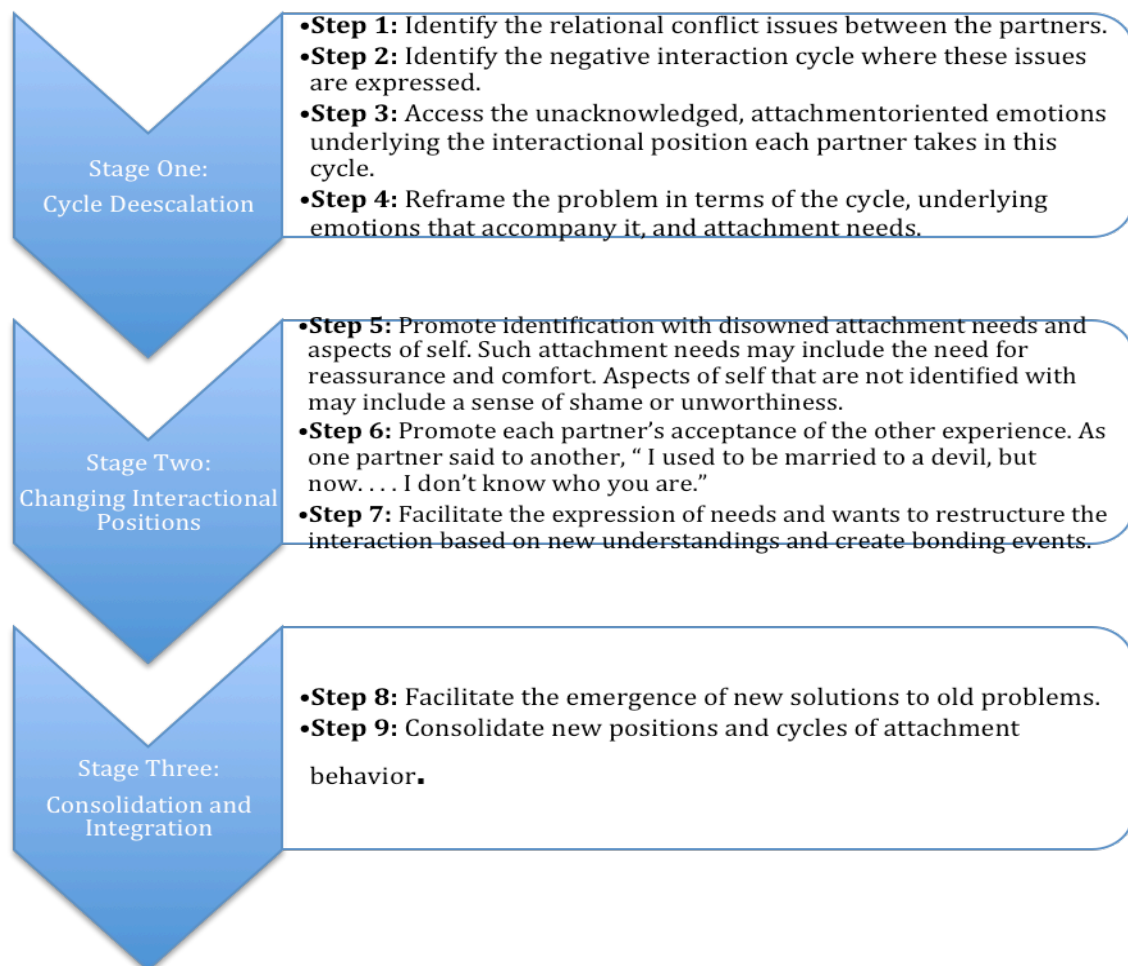 •Step 1: Identify the relational conflict issues between the partners.
•Step 2: Identify the negative interaction cycle where these issues
are expressed.
•Step 3: Access the unacknowledged, attachmentoriented emotions
underlying the interactional position each partner takes in this
cycle.
•Step 4: Reframe the problem in terms of the cycle, underlying
emotions that accompany it, and attachment needs.
Stage One:
Cycle Deescalation
•Step 5: Promote identification with disowned attachment needs and
aspects of self. Such attachment needs may include the need for
reassurance and comfort. Aspects of self that are not identified with
may include a sense of shame or unworthiness.
•Step 6: Promote each partner’s acceptance of the other experience. As
one partner said to another, “ I used to be married to a devil, but
now. . . . I don’t know who you are.”
•Step 7: Facilitate the expression of needs and wants to restructure the
interaction based on new understandings and create bonding events.
Stage Two:
Changing Interactional
Positions
•Step 8: Facilitate the emergence of new solutions to old problems.
•Step 9: Consolidate new positions and cycles of attachment
behavior.
Stage Three:
Consolidation and
Integration